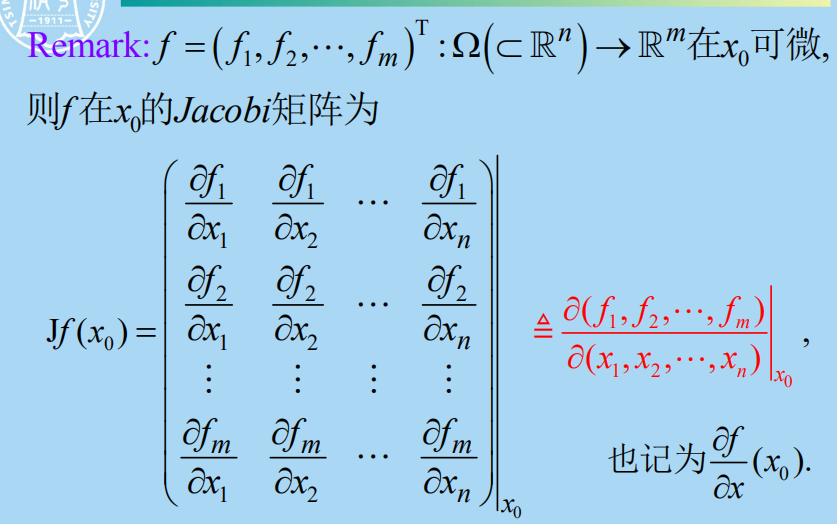 -1911-
Remark: f = (f₁, f₂, ⋯, f_m)ᵀ : Ω(⊂ ℝⁿ) → ℝᵐ在x₀可微,
则f在x₀的Jacobi矩阵为
Jf(x₀) = ( ∂f₁/∂x₁ ∂f₁/∂x₂ ⋯ ∂f₁/∂xₙ
∂f₂/∂x₁ ∂f₂/∂x₂ ⋯ ∂f₂/∂xₙ
⋮ ⋮ ⋮ ⋮
∂f_m/∂x₁ ∂f_m/∂x₂ ⋯ ∂f_m/∂xₙ )|x₀
≜ ∂(f₁, f₂, ⋯, f_m)/∂(x₁, x₂, ⋯, xₙ)|x₀ ,
也记为 ∂f/∂x (x₀).